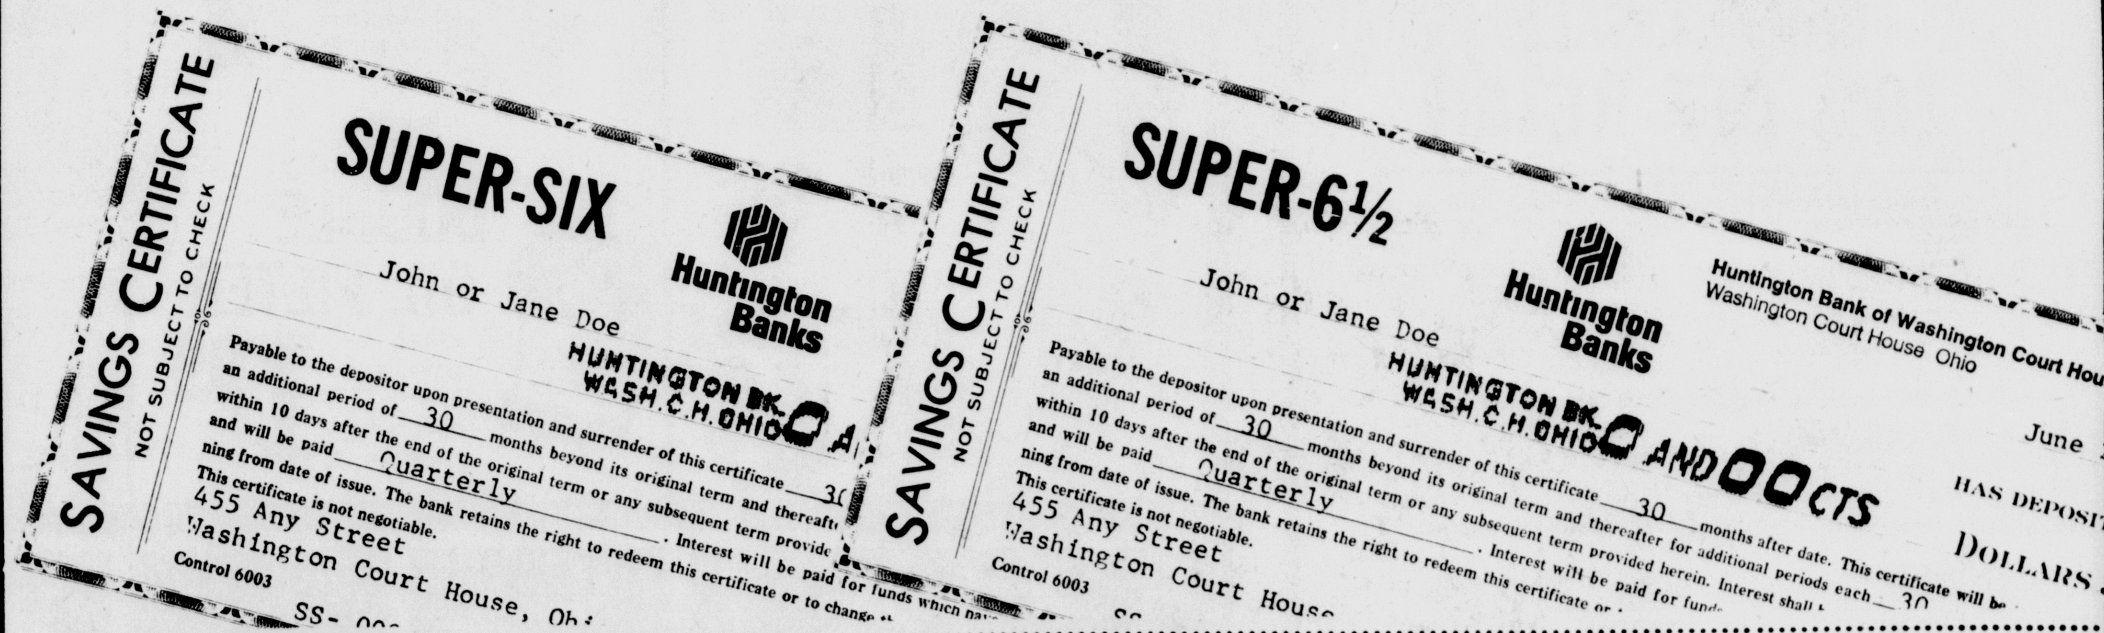 SAVINGS CERTIFICATE
NOT SUBJECT TO CHECK
SUPER-SIX
Huntington
Banks
John or Jane Doe
HUNTINGTON BK.
WASH.C.H.OHIO
Payable to the depositor upon presentation and surrender of this certificate 30
an additional period of 30 months beyond its original term and thereafte
within 10 days after the end of the original term or any subsequent term provide
and will be paid Quarterly . Interest will be paid for funds which
ning from date of issue. The bank retains the right to redeem this certificate or to change
This certificate is not negotiable.
455 Any Street
Washington Court House,
Control 6003
SS-
SAVINGS CERTIFICATE
NOT SUBJECT TO CHECK
SUPER-6½
Huntington
Banks
Huntington Bank of Washington Court Hou
Washington Court House Ohio
John or Jane Doe
June
HUNTINGTON BK.
WASH.C.H.OHIO 0 AND 00 CTS
HAS DEPOSIT
DOLLARS
Payable to the depositor upon presentation and surrender of this certificate 30 months after date. This certificate will be
an additional period of 30 months beyond its original term and thereafter for additional periods each 30
within 10 days after the end of the original term or any subsequent term provided herein. Interest shall
and will be paid Quarterly . Interest will be paid for
ning from date of issue. The bank retains the right to redeem this certificate or
This certificate is not negotiable.
455 Any Street
Washington Court House
Control 6003